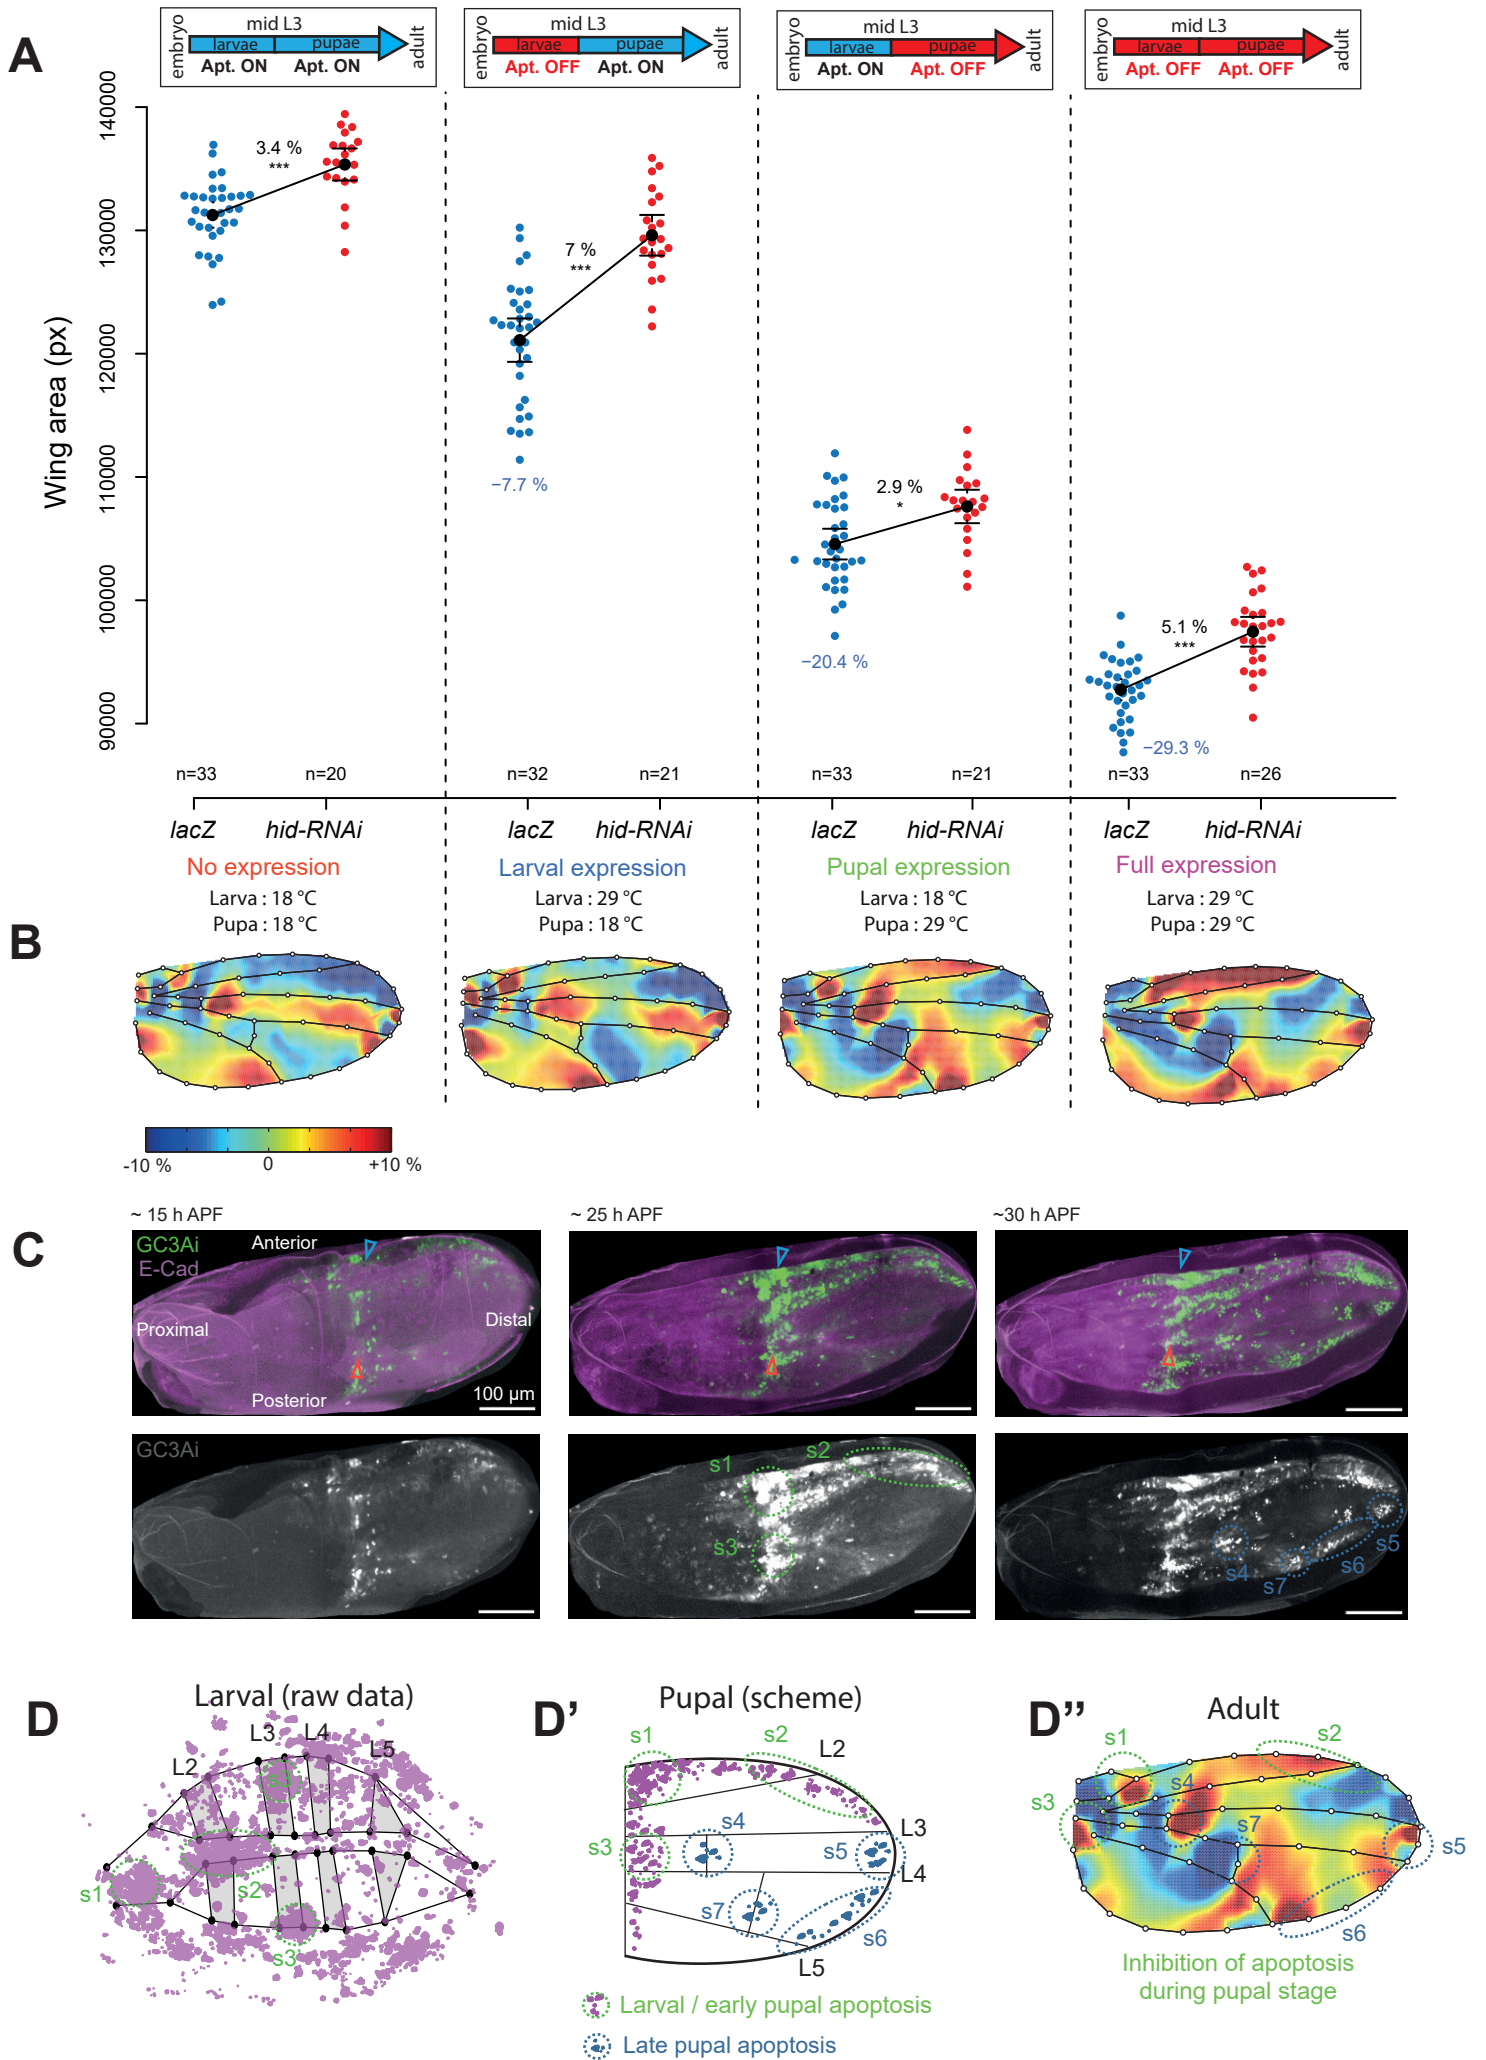 A
embryo
mid L3
larvae
pupae
Apt. ON
Apt. ON
adult
embryo
mid L3
larvae
pupae
Apt. OFF
Apt. ON
adult
embryo
mid L3
larvae
pupae
Apt. ON
Apt. OFF
adult
embryo
mid L3
larvae
pupae
Apt. OFF
Apt. OFF
adult
Wing area (px)
140000
130000
120000
110000
100000
90000
3.4 %
***
7 %
***
−7.7 %
2.9 %
*
−20.4 %
5.1 %
***
−29.3 %
n=33
n=20
n=32
n=21
n=33
n=21
n=33
n=26
lacZ
hid-RNAi
lacZ
hid-RNAi
lacZ
hid-RNAi
lacZ
hid-RNAi
No expression
Larva : 18 °C
Pupa : 18 °C
Larval expression
Larva : 29 °C
Pupa : 18 °C
Pupal expression
Larva : 18 °C
Pupa : 29 °C
Full expression
Larva : 29 °C
Pupa : 29 °C
B
-10 %
0
+10 %
C
~ 15 h APF
~ 25 h APF
~30 h APF
GC3Ai
E-Cad
Anterior
Proximal
Distal
Posterior
100 µm
GC3Ai
s1
s2
s3
s4
s7
s6
s5
D
Larval (raw data)
L2
L3
L4
L5
s3
s1
s2
s3
D'
Pupal (scheme)
s1
s2
L2
s4
L3
s3
s5
L4
s7
s6
L5
Larval / early pupal apoptosis
Late pupal apoptosis
D''
Adult
s1
s2
s4
s3
s7
s5
s6
Inhibition of apoptosis
during pupal stage